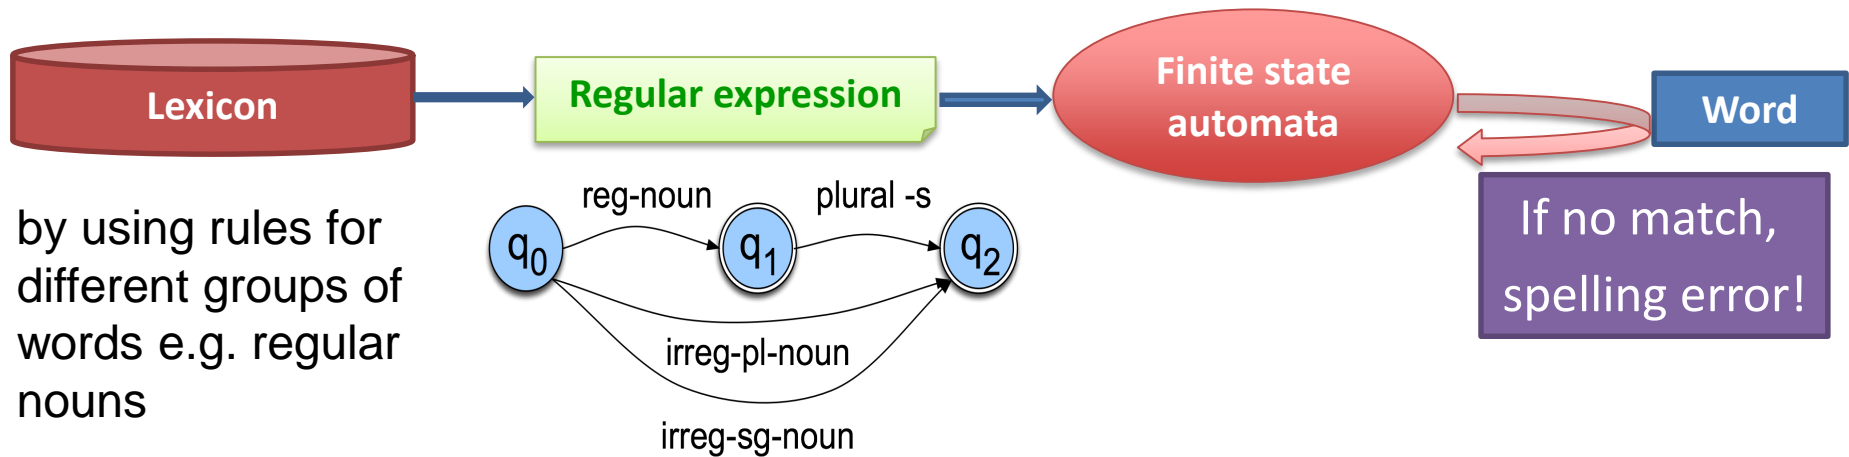 Lexicon
Regular expression
Finite state
automata
Word
If no match,
spelling error!
by using rules for
different groups of
words e.g. regular
nouns
reg-noun
plural -s
q0
q1
q2
irreg-pl-noun
irreg-sg-noun